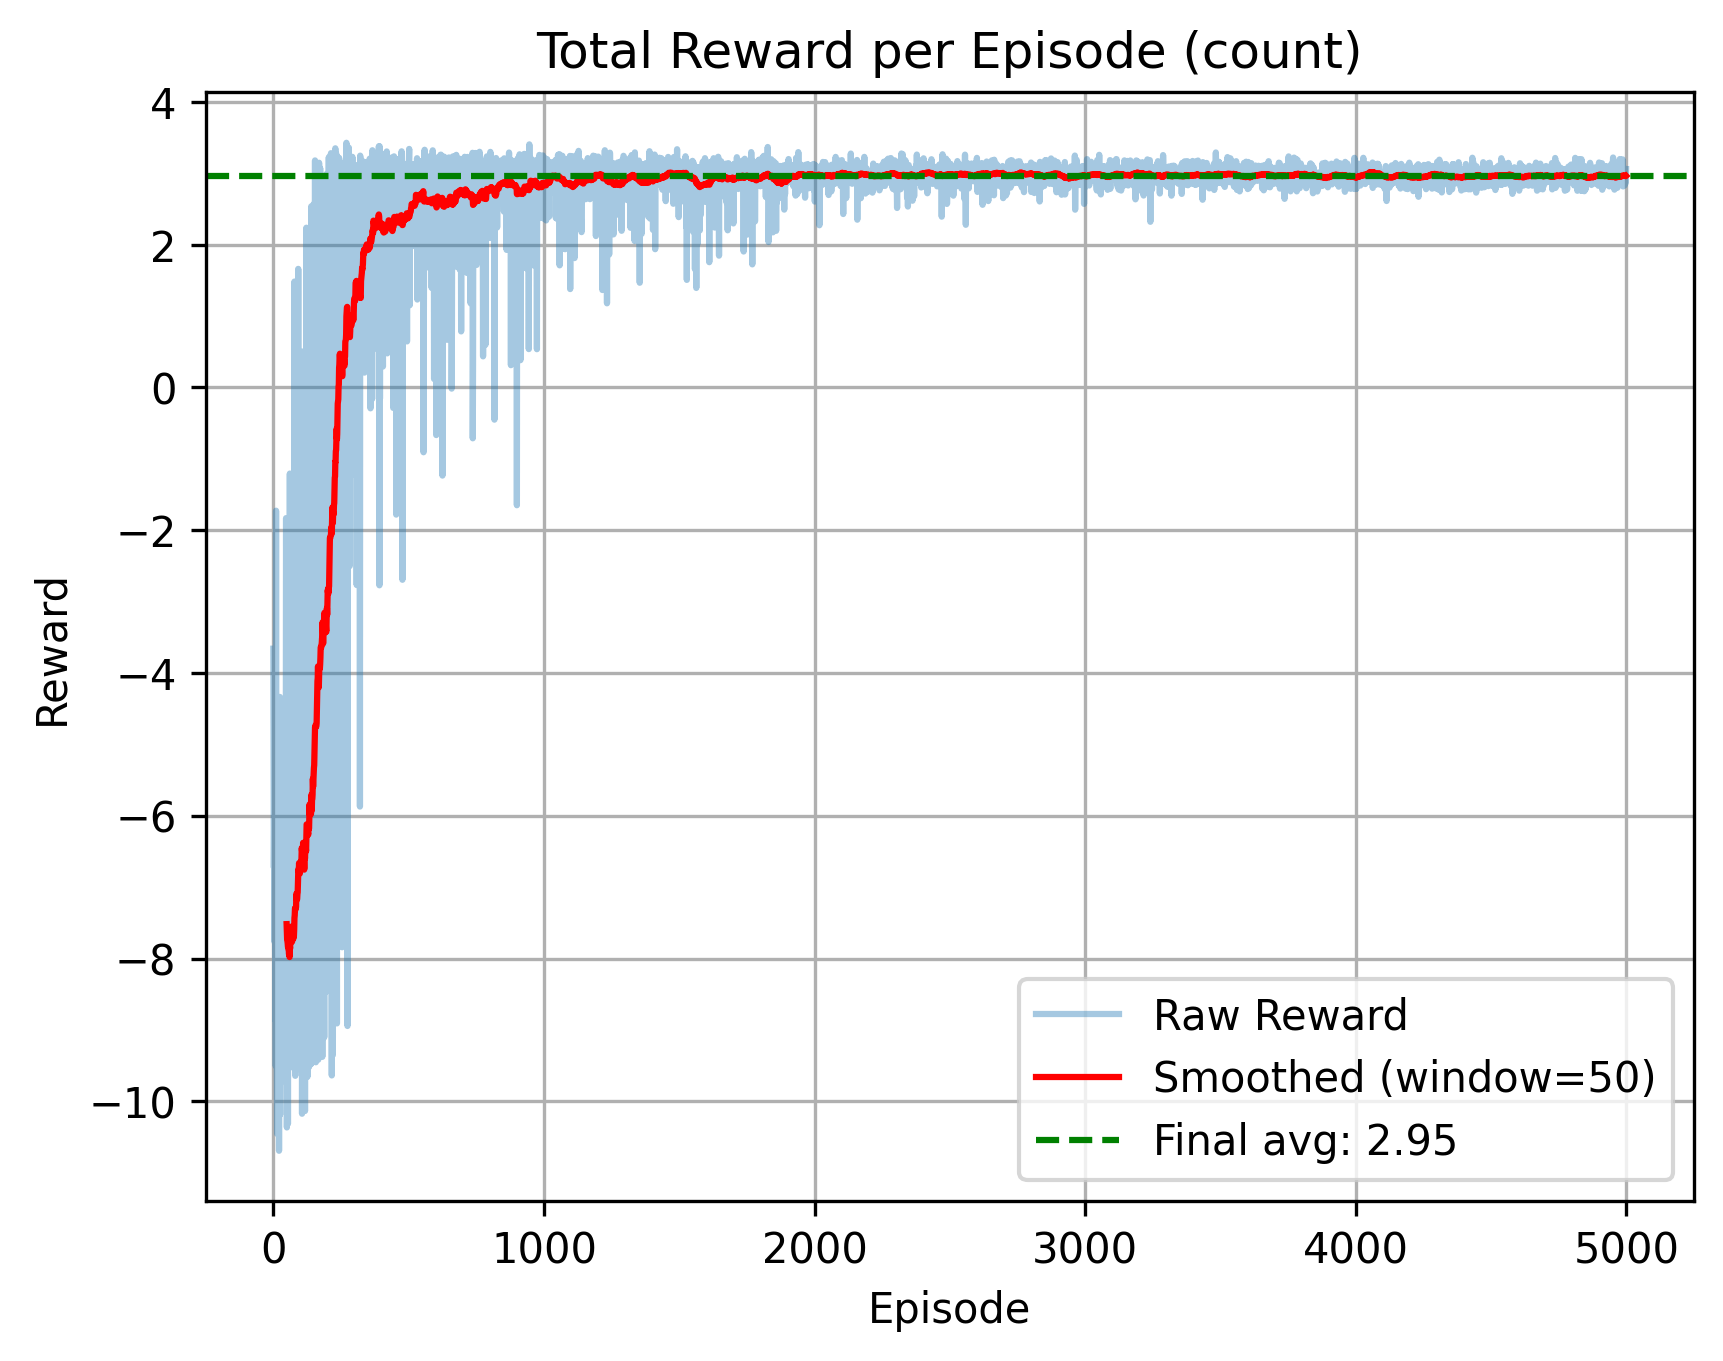 Total Reward per Episode (count)
4
2
0
−2
−4
−6
−8
−10
Reward
Raw Reward
Smoothed (window=50)
Final avg: 2.95
0 1000 2000 3000 4000 5000
Episode